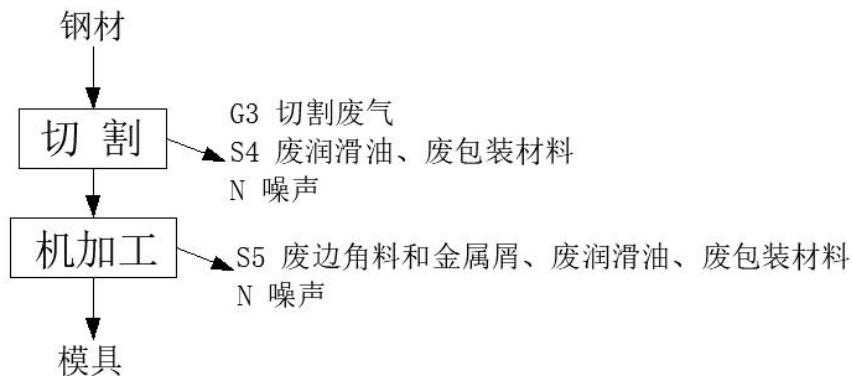 钢材
切 割
G3 切割废气
S4 废润滑油、废包装材料
N 噪声
机加工
S5 废边角料和金属屑、废润滑油、废包装材料
N 噪声
模具